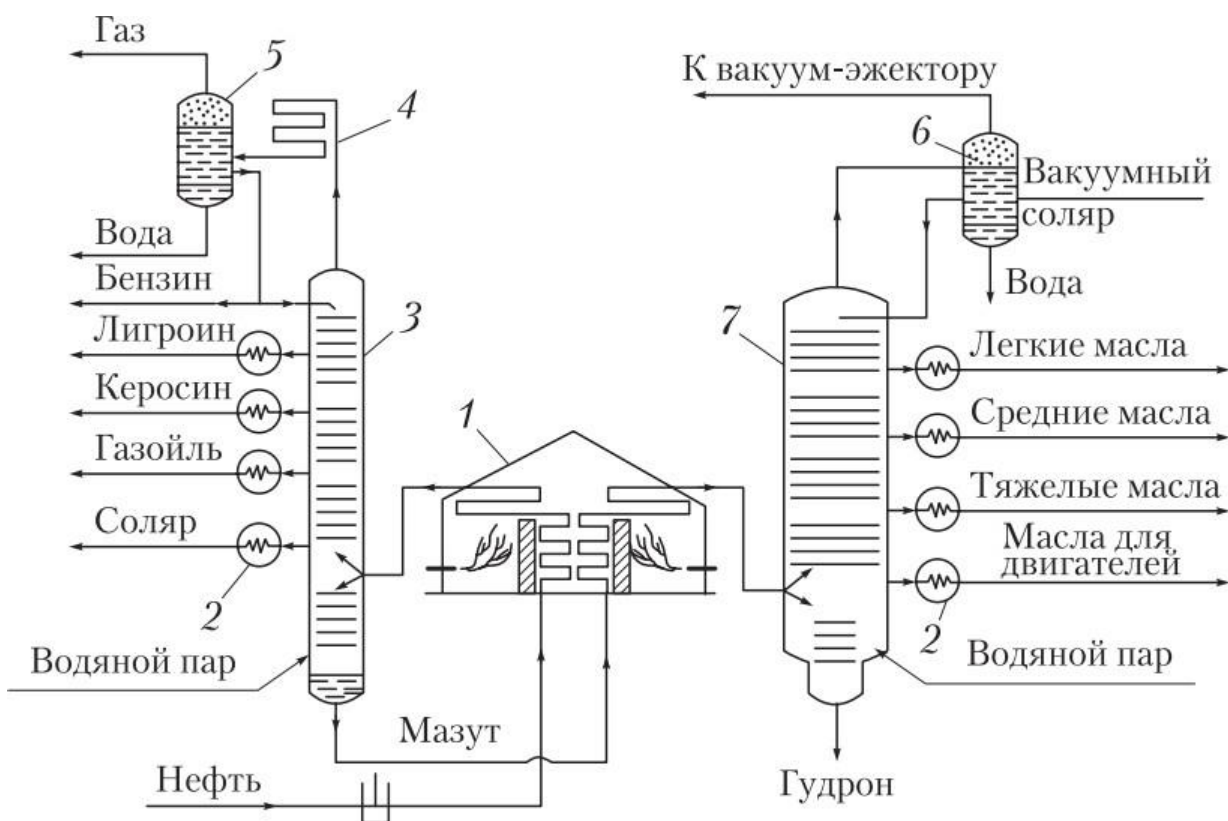 Газ
5
4
К вакуум-эжектору
6
Вакуумный
соляр
Вода
Вода
Бензин
3
7
Лигроин
Легкие масла
Керосин
1
Средние масла
Газойль
Тяжелые масла
Соляр
Масла для
двигателей
2
2
Водяной пар
Водяной пар
Мазут
Нефть
Гудрон